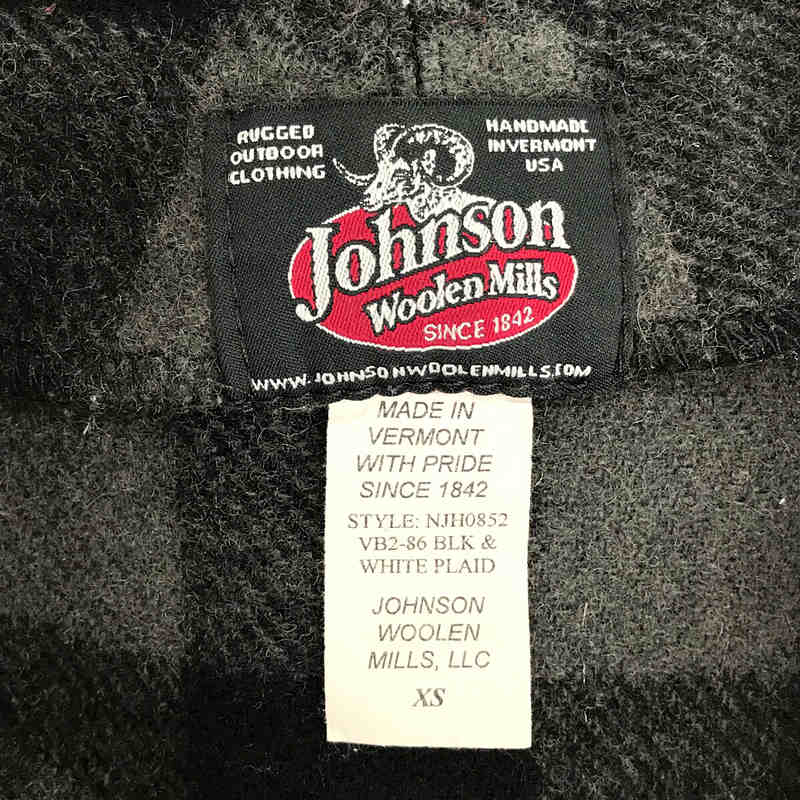 RUGGED
OUTDOOR
CLOTHING
HANDMADE
IN VERMONT
USA
Johnson
Woolen Mills
SINCE 1842
WWW.JOHNSONWOOLENMILLS.COM
MADE IN
VERMONT
WITH PRIDE
SINCE 1842
STYLE: NJH0852
VB2-86 BLK &
WHITE PLAID
JOHNSON
WOOLEN
MILLS, LLC
XS